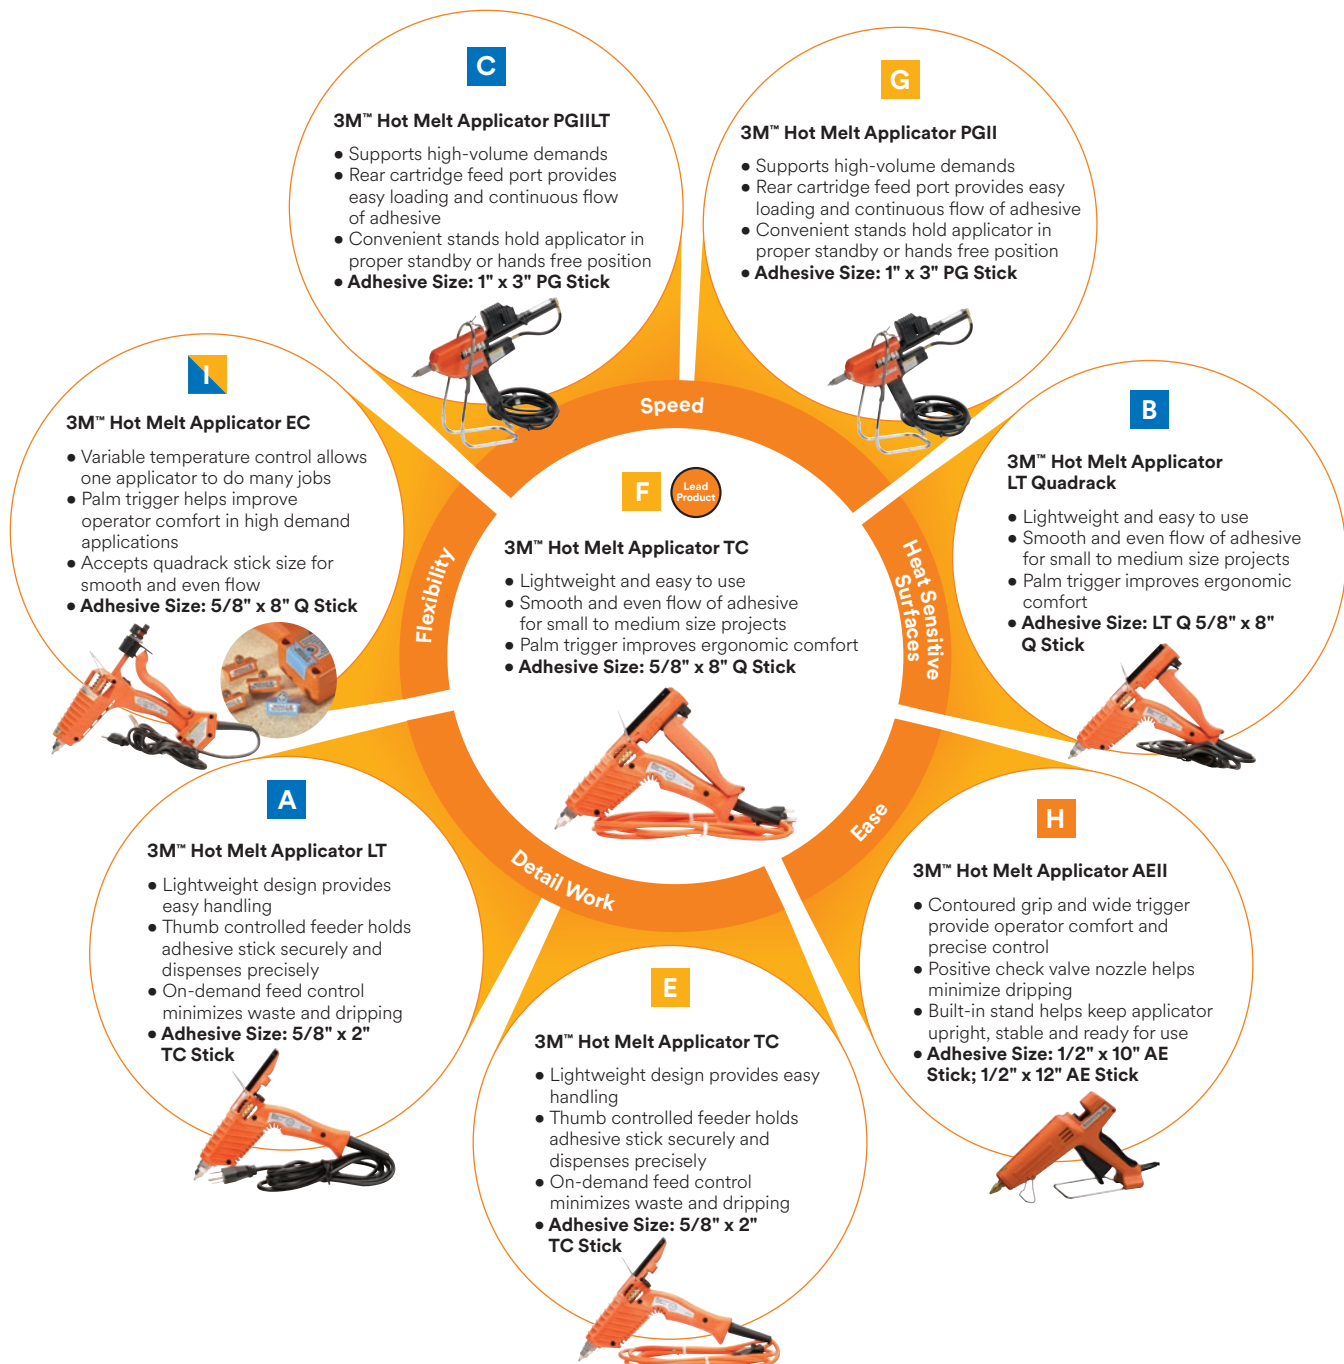 C
3M™ Hot Melt Applicator PGIILT
● Supports high-volume demands
● Rear cartridge feed port provides
easy loading and continuous flow
of adhesive
● Convenient stands hold applicator in
proper standby or hands free position
● Adhesive Size: 1" x 3" PG Stick
G
3M™ Hot Melt Applicator PGII
● Supports high-volume demands
● Rear cartridge feed port provides easy
loading and continuous flow of adhesive
● Convenient stands hold applicator in
proper standby or hands free position
● Adhesive Size: 1" x 3" PG Stick
I
3M™ Hot Melt Applicator EC
● Variable temperature control allows
one applicator to do many jobs
● Palm trigger helps improve
operator comfort in high demand
applications
● Accepts quadrack stick size for
smooth and even flow
● Adhesive Size: 5/8" x 8" Q Stick
Speed
B
3M™ Hot Melt Applicator
LT Quadrack
● Lightweight and easy to use
● Smooth and even flow of adhesive
for small to medium size projects
● Palm trigger improves ergonomic
comfort
● Adhesive Size: LT Q 5/8" x 8"
Q Stick
F
Lead
Product
3M™ Hot Melt Applicator TC
● Lightweight and easy to use
● Smooth and even flow of adhesive
for small to medium size projects
● Palm trigger improves ergonomic comfort
● Adhesive Size: 5/8" x 8" Q Stick
Flexibility
Heat Sensitive
Surfaces
Ease
Detail Work
A
3M™ Hot Melt Applicator LT
● Lightweight design provides
easy handling
● Thumb controlled feeder holds
adhesive stick securely and
dispenses precisely
● On-demand feed control
minimizes waste and dripping
● Adhesive Size: 5/8" x 2"
TC Stick
H
3M™ Hot Melt Applicator AEII
● Contoured grip and wide trigger
provide operator comfort and
precise control
● Positive check valve nozzle helps
minimize dripping
● Built-in stand helps keep applicator
upright, stable and ready for use
● Adhesive Size: 1/2" x 10" AE
Stick; 1/2" x 12" AE Stick
E
3M™ Hot Melt Applicator TC
● Lightweight design provides easy
handling
● Thumb controlled feeder holds
adhesive stick securely and
dispenses precisely
● On-demand feed control
minimizes waste and dripping
● Adhesive Size: 5/8" x 2"
TC Stick